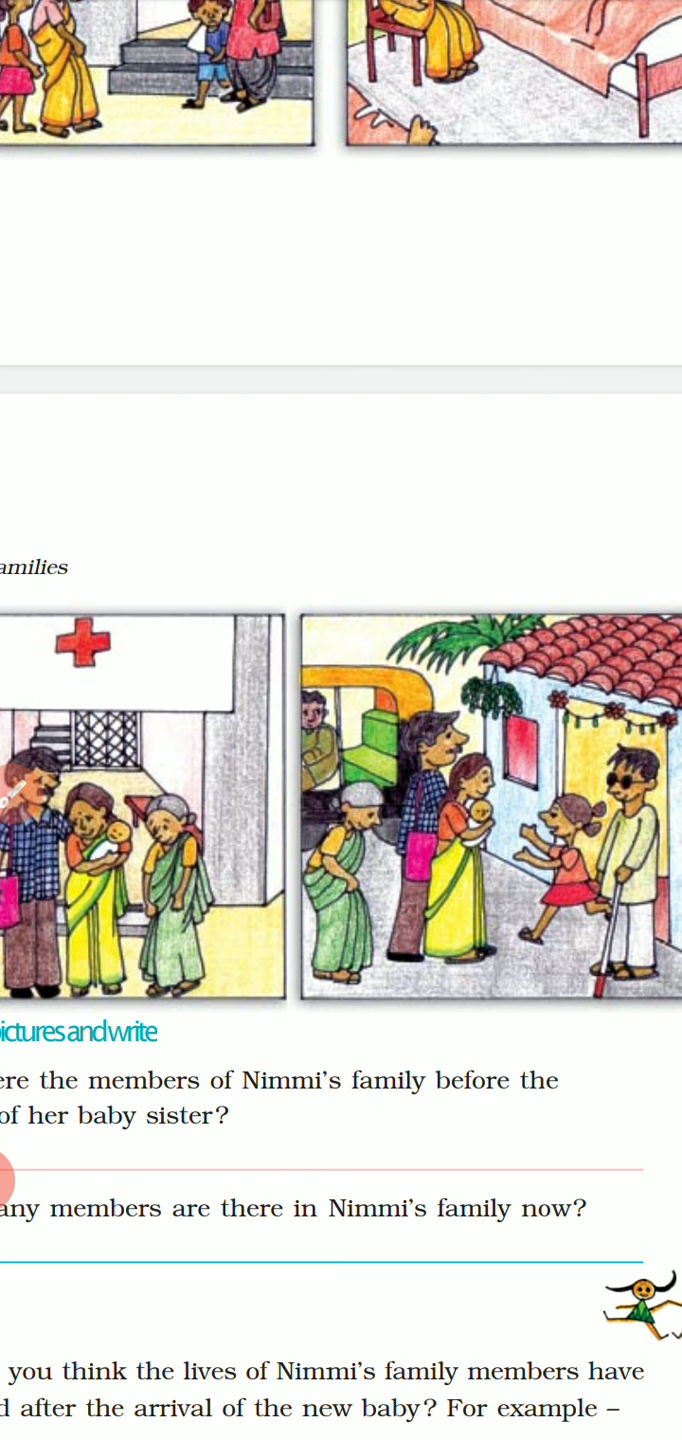 amilies
pictures and write
ere the members of Nimmi's family before the
of her baby sister?
any members are there in Nimmi's family now?
you think the lives of Nimmi's family members have
d after the arrival of the new baby? For example –